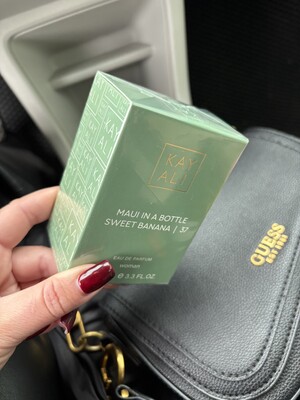 KAY
ALI
MAUI IN A BOTTLE
SWEET BANANA | 37
EAU DE PARFUM
3.3 FL.OZ
GUESS